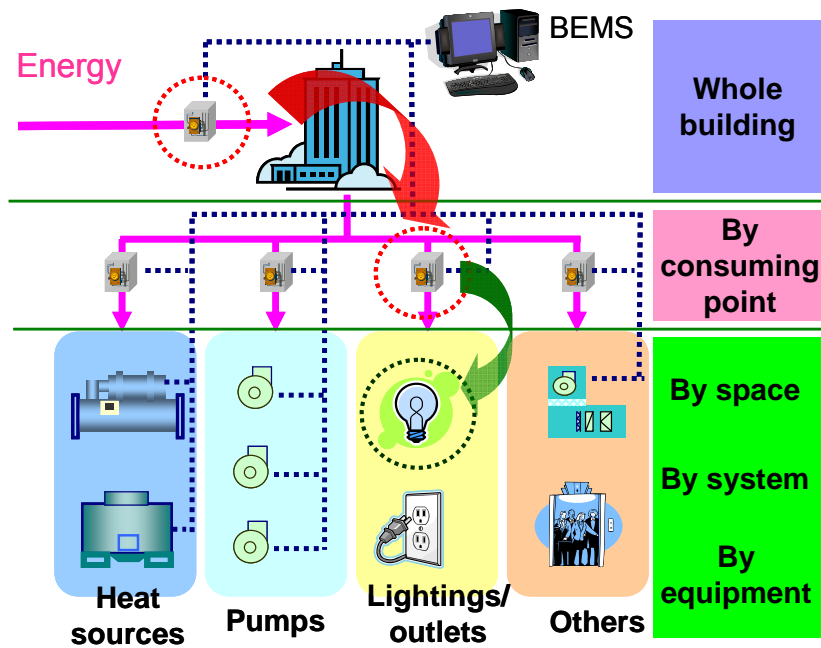 BEMS
Energy
Whole
building
By
consuming
point
By space
By system
By
equipment
Heat
sources
Pumps
Lightings/
outlets
Others